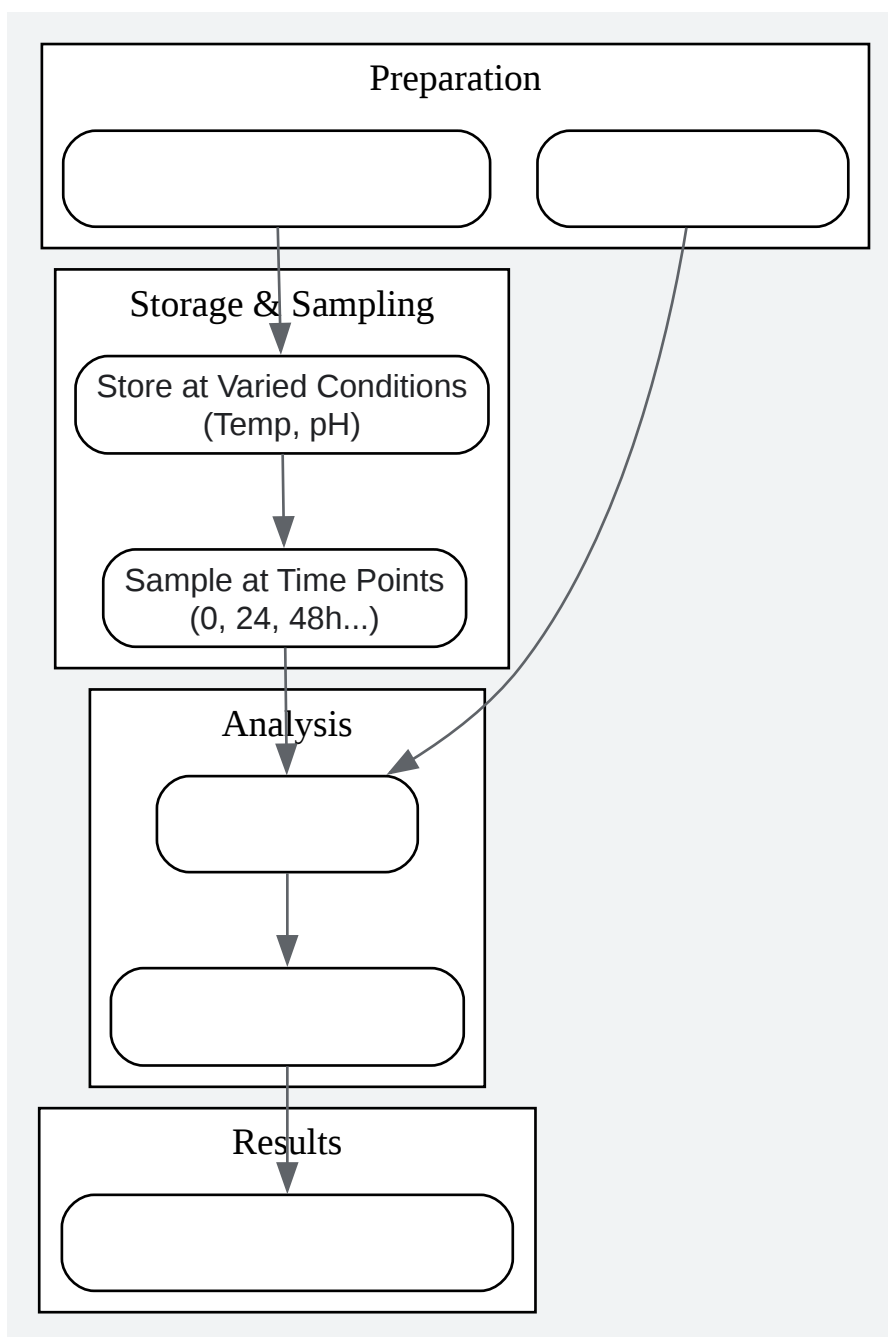 Preparation
Storage & Sampling
Store at Varied Conditions
(Temp, pH)
Sample at Time Points
(0, 24, 48h...)
Analysis
Results